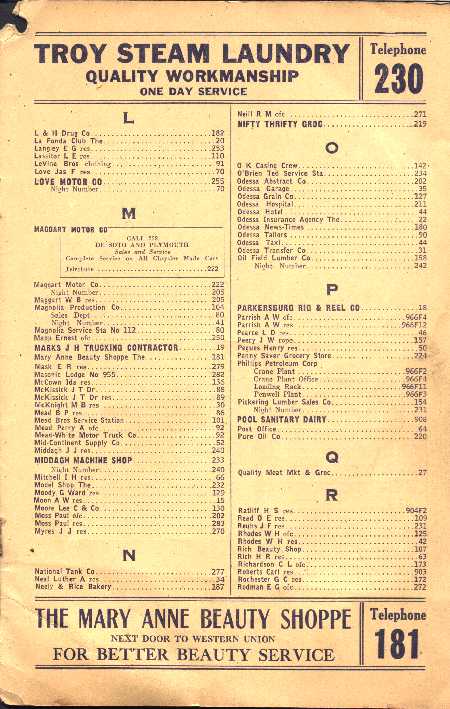 TROY STEAM LAUNDRY
QUALITY WORKMANSHIP
ONE DAY SERVICE
Telephone
230
L
L & H Drug Co 182
La Fonda Club The 20
Langley E G res 253
Lassiter L E res 110
LeVine Bros clothing 91
Love Jas F res 70
LOVE MOTOR CO 255
Night Number 70
M
MAGGART MOTOR CO
CALL 222
DE SOTO AND PLYMOUTH
Sales and Service
Complete Service on All Chrysler Made Cars
Telephone 222
Maggart Motor Co 222
Night Number 205
Maggart W B res 205
Magnolia Production Co 104
Sales Dept 80
Night Number 41
Magnolia Service Sta No 112 80
Mapp Ernest ofc 250
MARKS J H TRUCKING CONTRACTOR 19
Mary Anne Beauty Shoppe The 181
Mask E R res 279
Masonic Lodge No 955 282
McCown Ida res 156
McKissick J T Dr 88
McKissick J T Dr res 89
McKnight M B res 30
Mead B P res 86
Mead Bros Service Station 101
Mead Perry A ofc 92
Mead-White Motor Truck Co 92
Mid-Continent Supply Co 52
Middagh J J res 240
MIDDAGH MACHINE SHOP 233
Night Number 240
Mitchell I H res 66
Model Shop The 232
Moody G Ward res 129
Moon A W res 15
Moore Lee C & Co 130
Moss Paul ofc 202
Moss Paul res 283
Myres J J res 270
N
National Tank Co 277
Neal Luther A res 34
Neely & Rice Bakery 187
Neill R M ofc 271
NIFTY THRIFTY GROC 219
O
O K Casing Crew 142
O'Brien Ted Service Sta 234
Odessa Abstract Co 202
Odessa Garage 35
Odessa Grain Co 127
Odessa Hospital 211
Odessa Hotel 44
Odessa Insurance Agency The 22
Odessa News-Times 180
Odessa Tailors 50
Odessa Taxi 44
Odessa Transfer Co 31
Oil Field Lumber Co 158
Night Number 242
P
PARKERSBURG RIG & REEL CO 18
Parrish A W ofc 966F4
Parrish A W res 966F12
Pearce L D res 46
Peery J W rope 157
Pegues Henry res 50
Penny Saver Grocery Store 224
Phillips Petroleum Corp
Crane Plant 966F2
Crane Plant Office 966F4
Loading Rack 966F11
Penwell Plant 966F3
Pickering Lumber Sales Co 154
Night Number 231
POOL SANITARY DAIRY 908
Post Office 64
Pure Oil Co 220
Q
Quality Meat Mkt & Groc 27
R
Ratliff H S res 904F2
Read D E res 109
Reuhs J F res 231
Rhodes W H ofc 125
Rhodes W H res 42
Rich Beauty Shop 107
Rich H R res 63
Richardson C L ofc 173
Roberts Carl res 903
Rochester G C res 172
Rodman E G ofc 272
THE MARY ANNE BEAUTY SHOPPE
NEXT DOOR TO WESTERN UNION
FOR BETTER BEAUTY SERVICE
Telephone
181